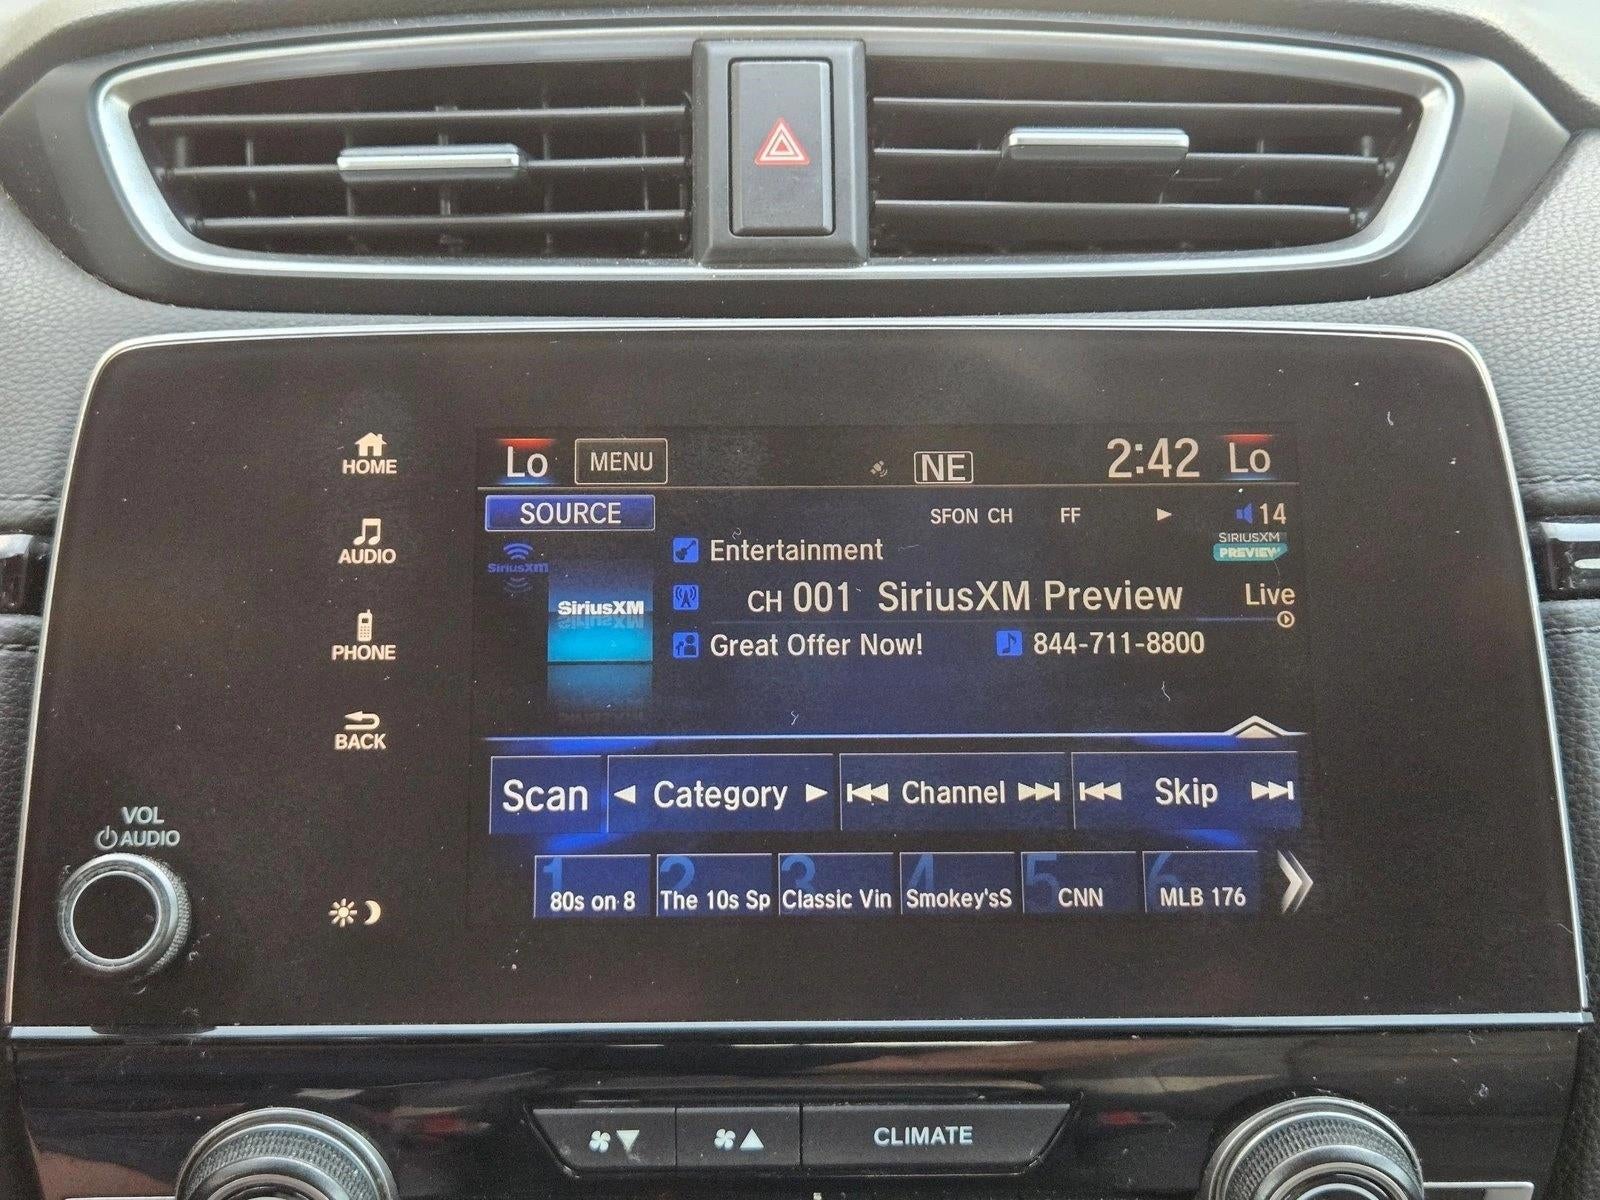 HOME
AUDIO
PHONE
BACK
VOL
AUDIO
Lo MENU NE 2:42 Lo
SOURCE SFON CH FF 14
SiriusXM Entertainment SIRIUSXM
PREVIEW
SiriusXM CH 001 SiriusXM Preview Live
Great Offer Now! 844-711-8800
Scan Category Channel Skip
1 2 3 4 5 6
80s on 8 The 10s Sp Classic Vin Smokey'sS CNN MLB 176
CLIMATE